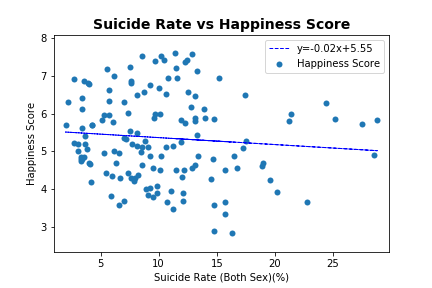 Suicide Rate vs Happiness Score
y=-0.02x+5.55
Happiness Score
8
7
6
5
4
3
Happiness Score
5
10
15
20
25
Suicide Rate (Both Sex)(%)